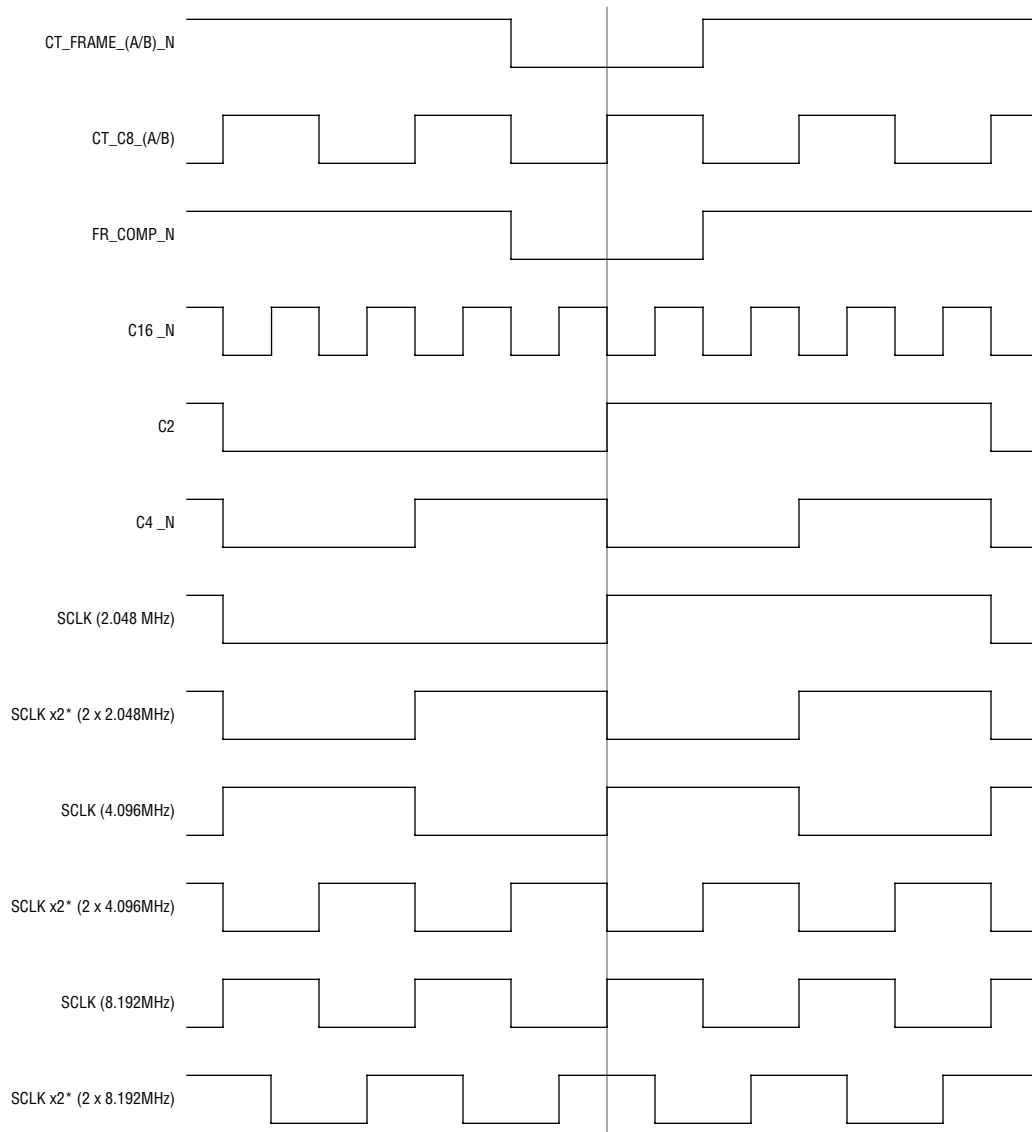 CT_FRAME_(A/B)_N
CT_C8_(A/B)
FR_COMP_N
C16 _N
C2
C4 _N
SCLK (2.048 MHz)
SCLK x2* (2 x 2.048MHz)
SCLK (4.096MHz)
SCLK x2* (2 x 4.096MHz)
SCLK (8.192MHz)
SCLK x2* (2 x 8.192MHz)